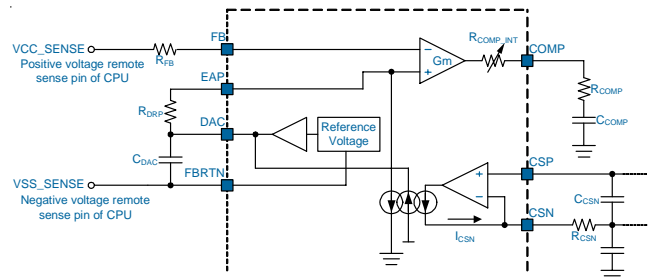 FB
VCC_SENSE
Positive voltage remote
sense pin of CPU
RFB
EAP
RDRP
DAC
CDAC
VSS_SENSE
Negative voltage remote
sense pin of CPU
FBRTN
Reference
Voltage
Gm
RCOMP_INT
COMP
RCOMP
CCOMP
CSP
CCSN
CSN
ICSN
RCSN